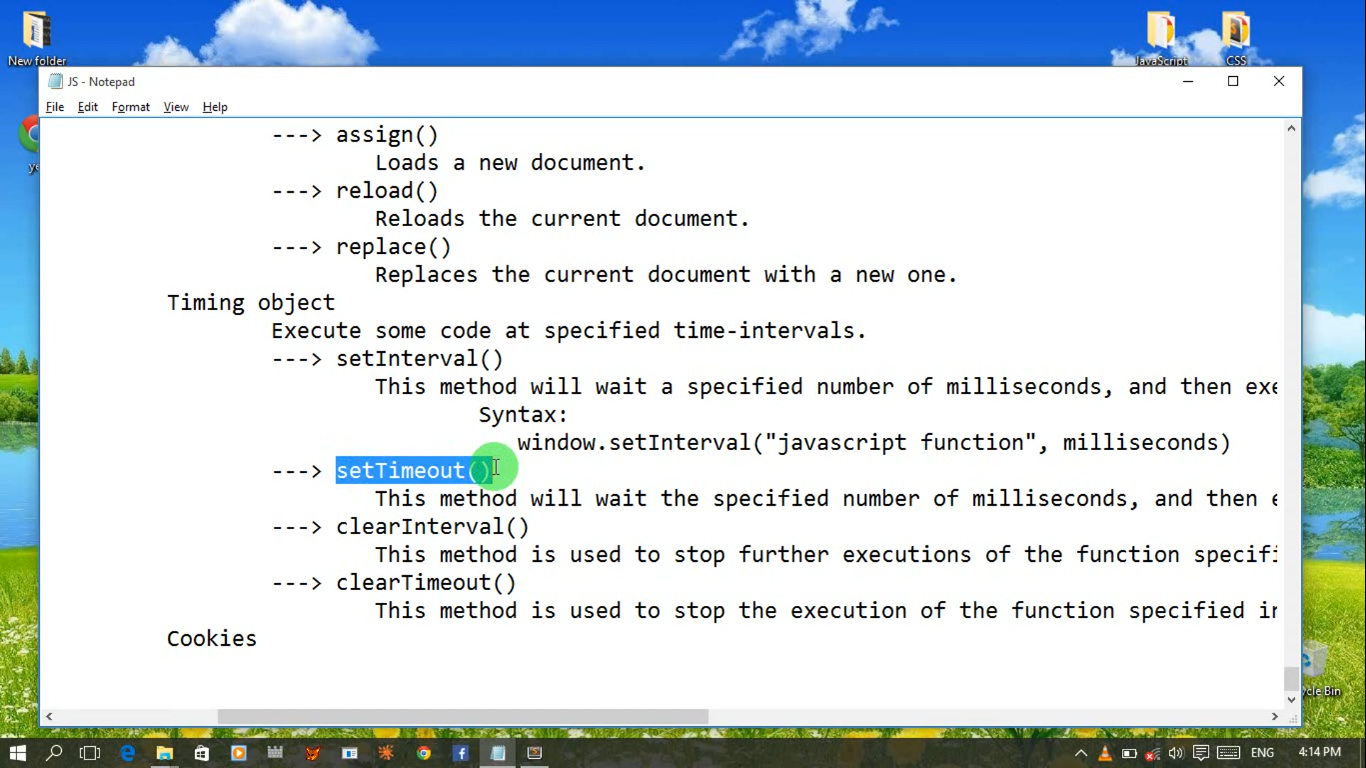 New folder
JavaScript
CSS
JS - Notepad
File Edit Format View Help
---> assign()
Loads a new document.
---> reload()
Reloads the current document.
---> replace()
Replaces the current document with a new one.
Timing object
Execute some code at specified time-intervals.
---> setInterval()
This method will wait a specified number of milliseconds, and then exe
Syntax:
window.setInterval("javascript function", milliseconds)
---> setTimeout()
This method will wait the specified number of milliseconds, and then e
---> clearInterval()
This method is used to stop further executions of the function specifi
---> clearTimeout()
This method is used to stop the execution of the function specified in
Cookies
ycle Bin
ENG 4:14 PM